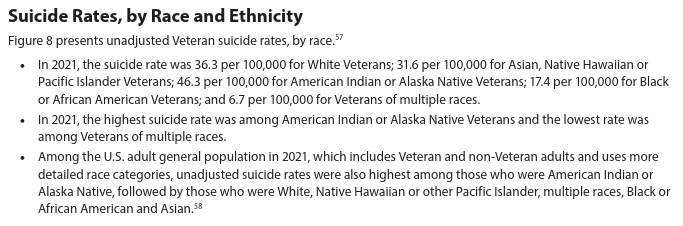 Suicide Rates, by Race and Ethnicity
Figure 8 presents unadjusted Veteran suicide rates, by race.57
• In 2021, the suicide rate was 36.3 per 100,000 for White Veterans; 31.6 per 100,000 for Asian, Native Hawaiian or
Pacific Islander Veterans; 46.3 per 100,000 for American Indian or Alaska Native Veterans; 17.4 per 100,000 for Black
or African American Veterans; and 6.7 per 100,000 for Veterans of multiple races.
• In 2021, the highest suicide rate was among American Indian or Alaska Native Veterans and the lowest rate was
among Veterans of multiple races.
• Among the U.S. adult general population in 2021, which includes Veteran and non-Veteran adults and uses more
detailed race categories, unadjusted suicide rates were also highest among those who were American Indian or
Alaska Native, followed by those who were White, Native Hawaiian or other Pacific Islander, multiple races, Black or
African American and Asian.58